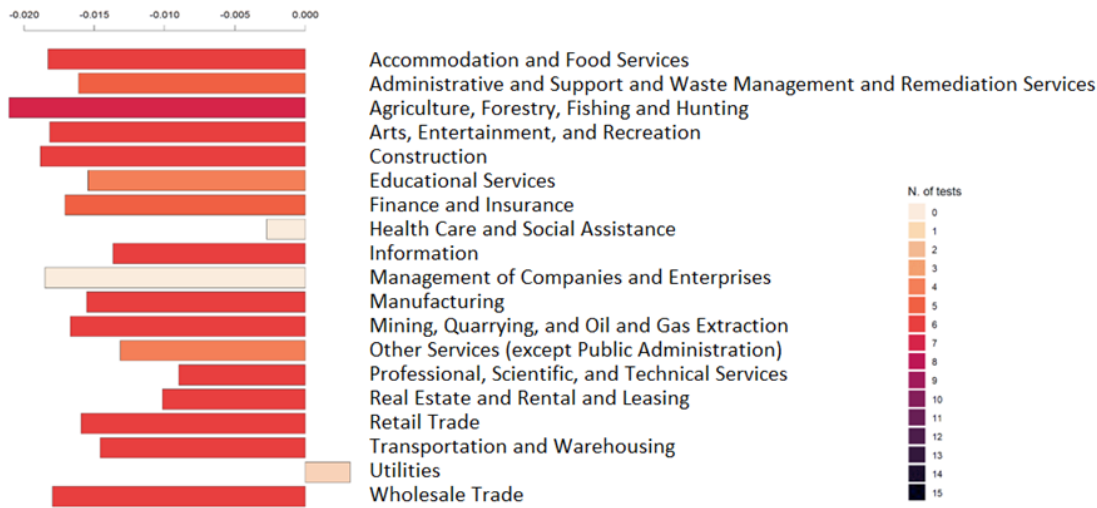 -0.020 -0.015 -0.010 -0.005 0.000
Accommodation and Food Services
Administrative and Support and Waste Management and Remediation Services
Agriculture, Forestry, Fishing and Hunting
Arts, Entertainment, and Recreation
Construction
Educational Services
Finance and Insurance
Health Care and Social Assistance
Information
Management of Companies and Enterprises
Manufacturing
Mining, Quarrying, and Oil and Gas Extraction
Other Services (except Public Administration)
Professional, Scientific, and Technical Services
Real Estate and Rental and Leasing
Retail Trade
Transportation and Warehousing
Utilities
Wholesale Trade
N. of tests
0
1
2
3
4
5
6
7
8
9
10
11
12
13
14
15